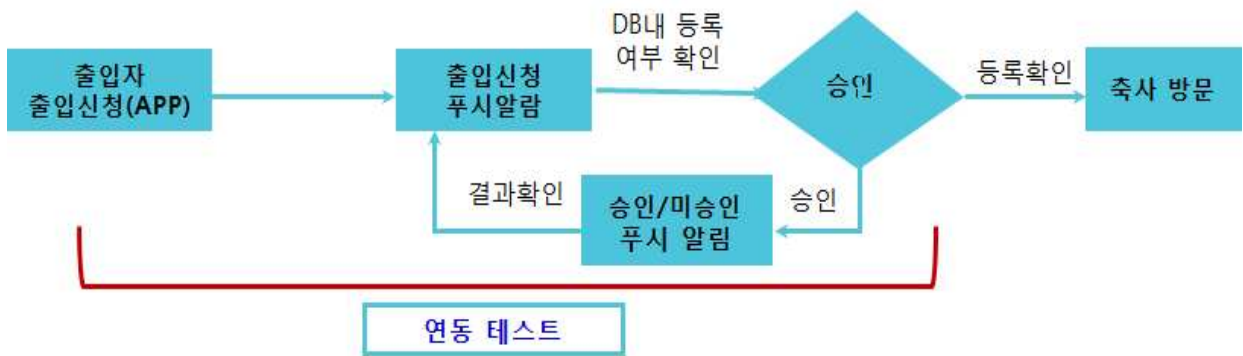 출입자
출입신청(APP)
출입신청
푸시알람
DB내 등록
여부 확인
승인
등록확인
축사 방문
결과확인
승인/미승인
푸시 알림
승인
연동 테스트